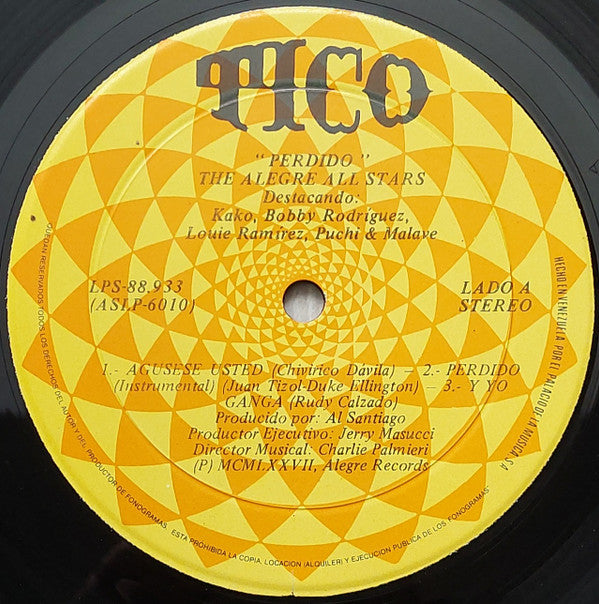 TICO
"PERDIDO"
THE ALEGRE ALL STARS
Destacando:
Kako, Bobby Rodríguez,
Louie Ramírez, Puchi & Malave
LPS-88.933
(ASLP-6010)
LADO A
STEREO
1.- AGUSESE USTED (Chivirico Dávila) – 2.- PERDIDO
(Instrumental) (Juan Tizol-Duke Ellington) – 3.- Y YO
GANGA (Rudy Calzado)
Producido por: Al Santiago
Productor Ejecutivo: Jerry Masucci
Director Musical: Charlie Palmieri
(P) MCMLXXVII, Alegre Records
HECHO EN VENEZUELA POR EL PALACIO DE LA MUSICA S.A.
QUEDAN RESERVADOS TODOS LOS DERECHOS DEL AUTOR Y DEL PRODUCTOR DE FONOGRAMAS. ESTA PROHIBIDA LA COPIA, LOCACION (ALQUILER) Y EJECUCION PUBLICA DE LOS FONOGRAMAS